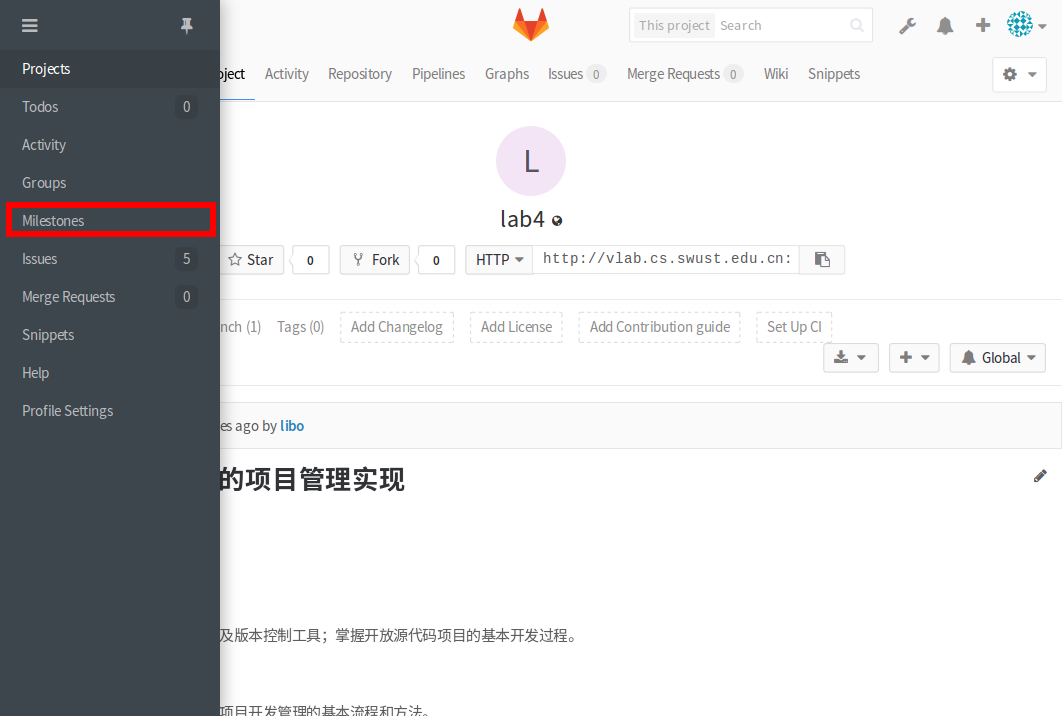 This project Search
Projects
Todos 0
Activity
Groups
Milestones
Issues 5
Merge Requests 0
Snippets
Help
Profile Settings
oject Activity Repository Pipelines Graphs Issues 0 Merge Requests 0 Wiki Snippets
L
lab4
Star 0 Fork 0 HTTP http://vlab.cs.swust.edu.cn:
nch (1) Tags (0) Add Changelog Add License Add Contribution guide Set Up CI
Global
es ago by libo
的项目管理实现
及版本控制工具；掌握开放源代码项目的基本开发过程。
项目开发管理的基本流程和方法。